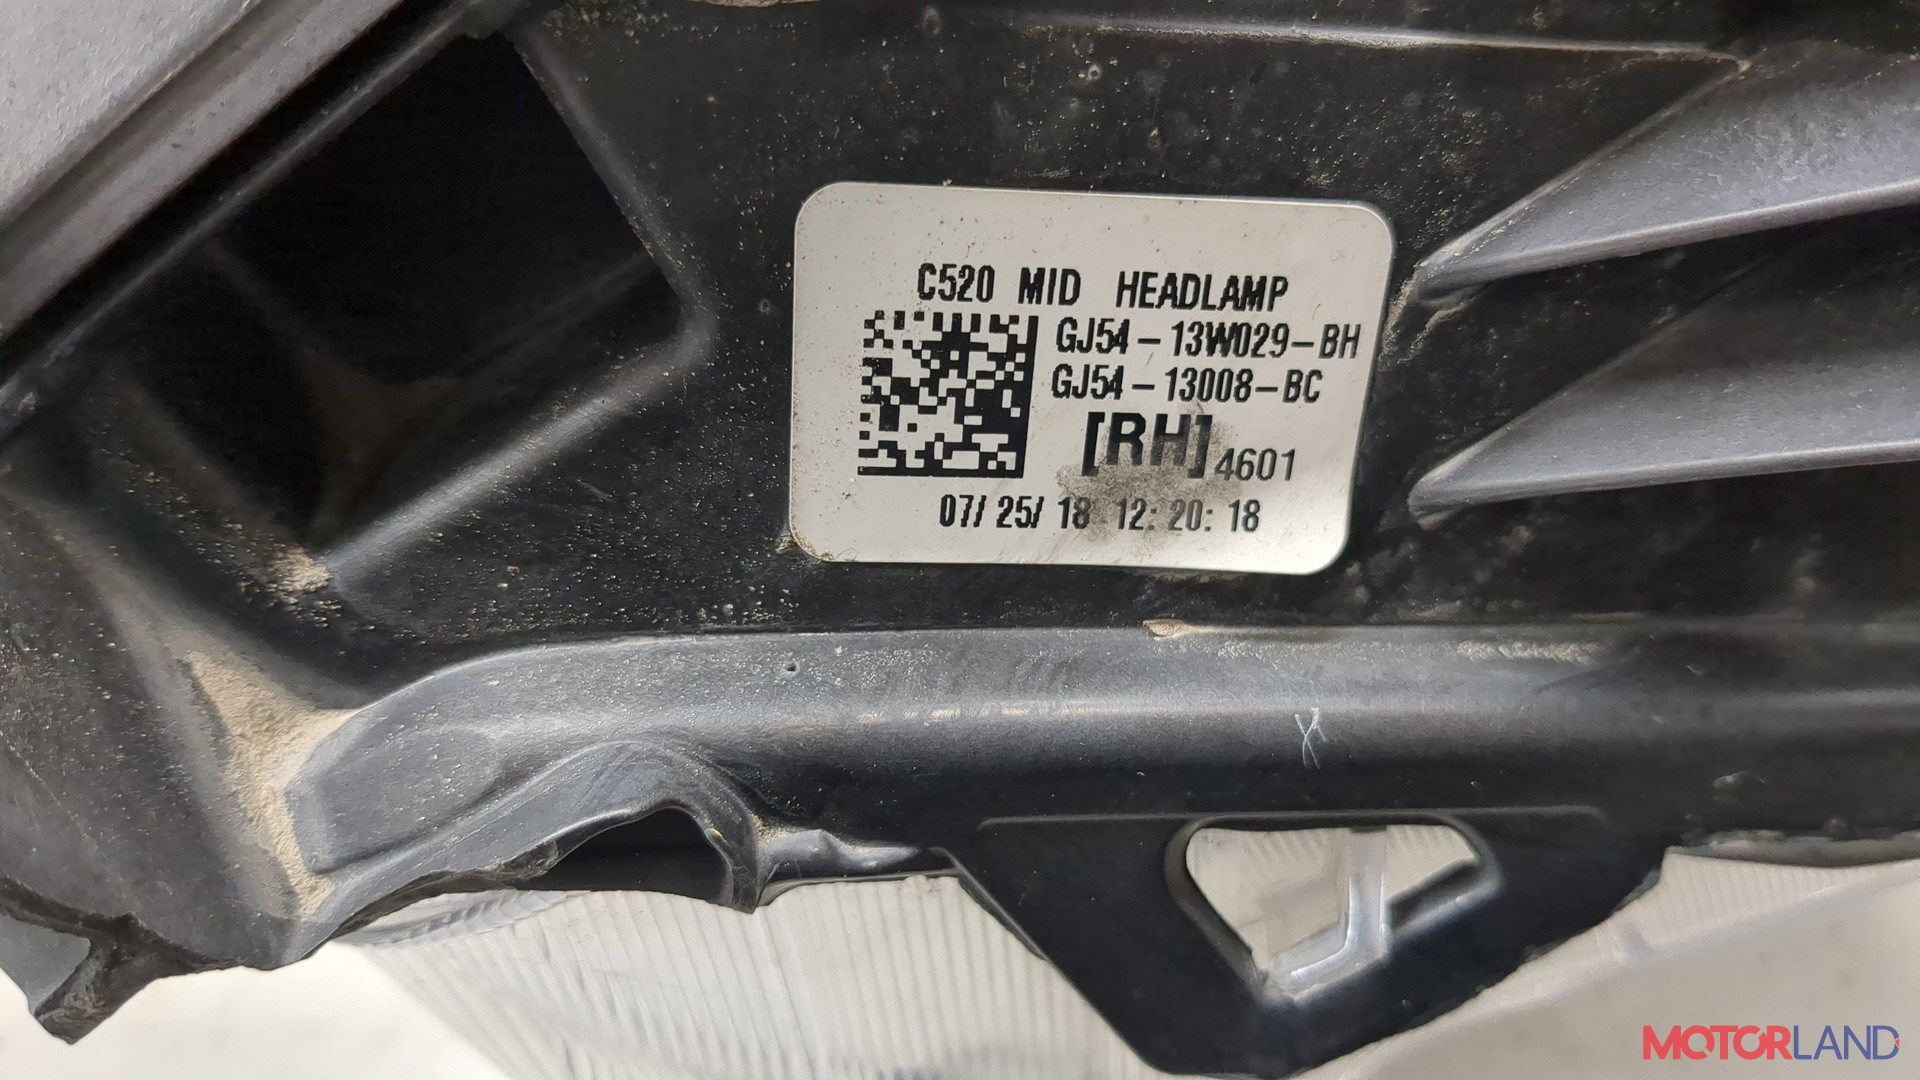 C520 MID HEADLAMP
GJ54-13W029-BH
GJ54-13008-BC
[RH] 4601
07/ 25/ 18 12: 20: 18
MOTORLAND